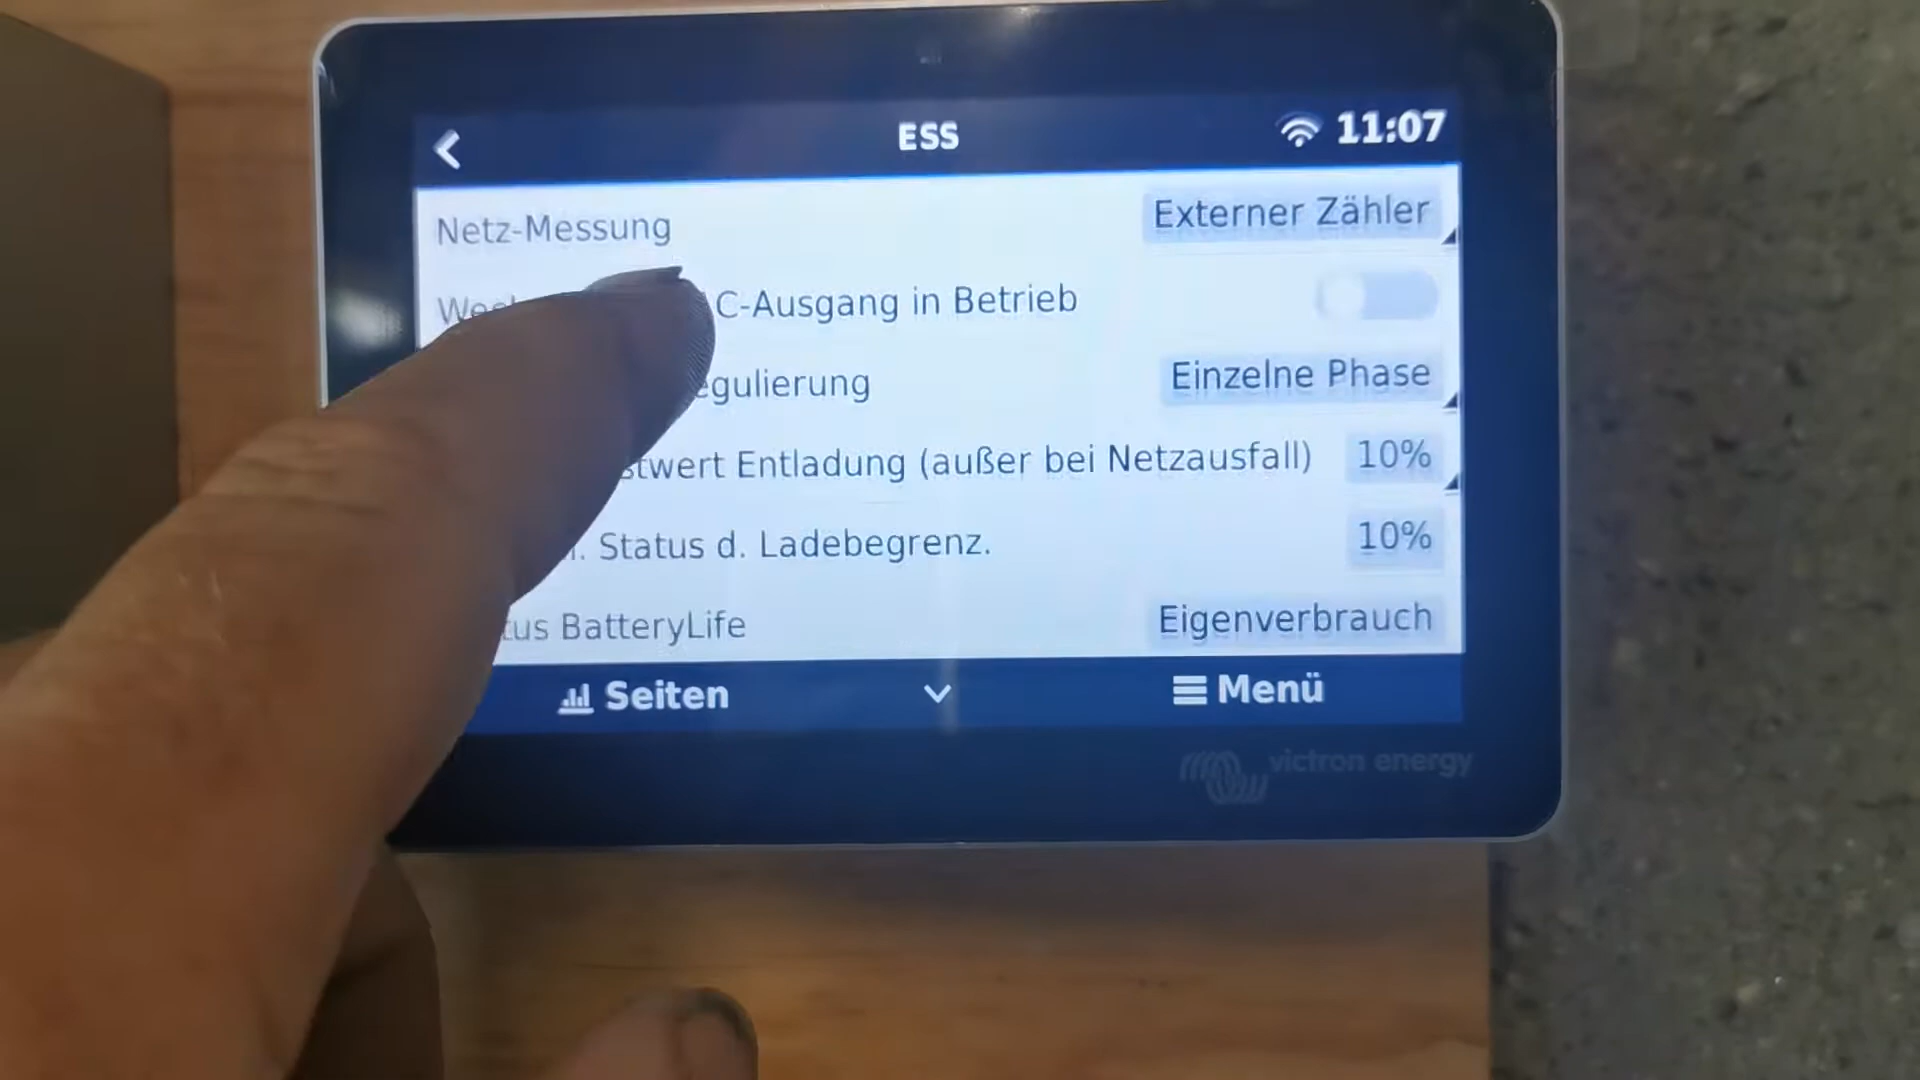 ESS 11:07
Netz-Messung Externer Zähler
C-Ausgang in Betrieb
egulierung Einzelne Phase
twert Entladung (außer bei Netzausfall) 10%
. Status d. Ladebegrenz. 10%
tus BatteryLife Eigenverbrauch
Seiten Menü
victron energy